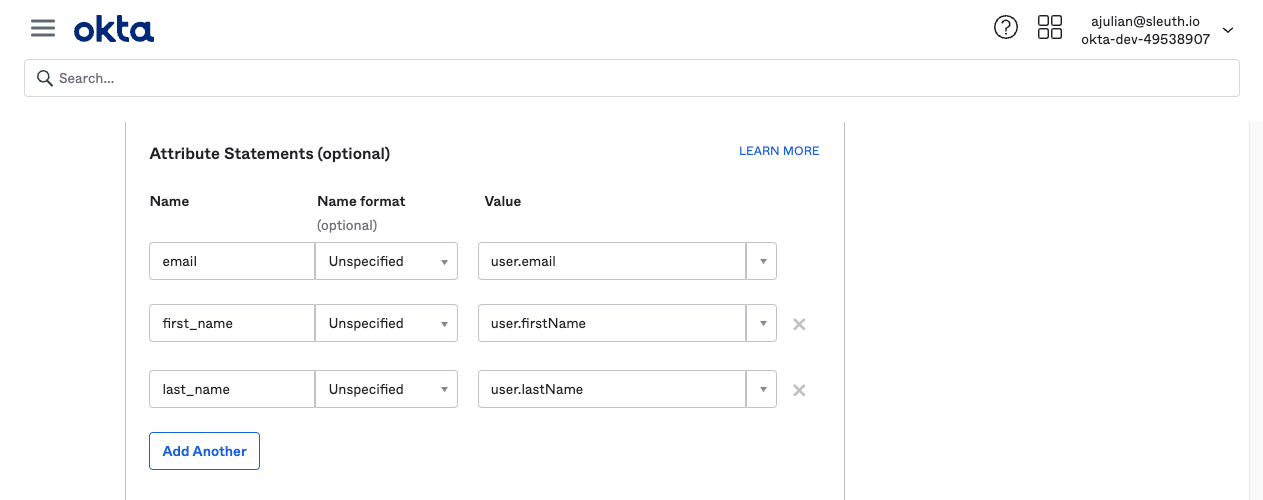 okta
ajulian@sleuth.io
okta-dev-49538907
Search...
Attribute Statements (optional)
LEARN MORE
Name
Name format
(optional)
Value
email
Unspecified
user.email
first_name
Unspecified
user.firstName
last_name
Unspecified
user.lastName
Add Another